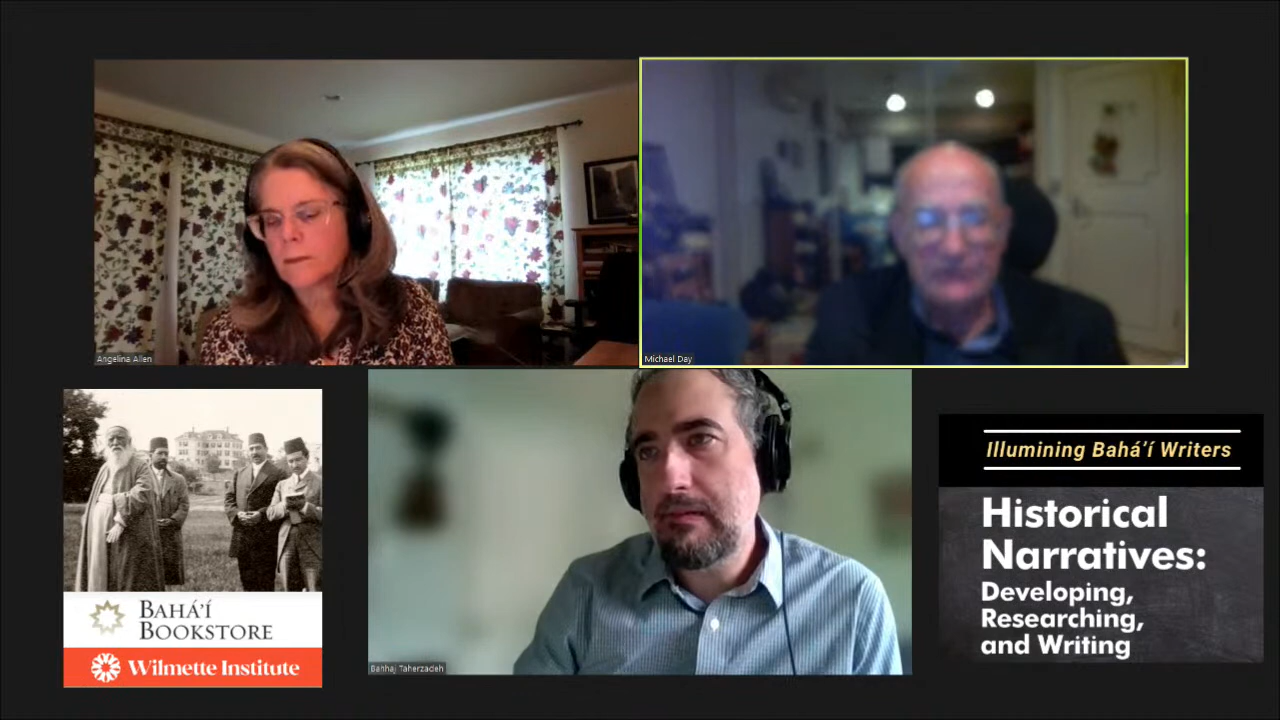 Angelina Allen
Michael Day
Illumining Bahá’í Writers
Historical
Narratives:
Developing,
Researching,
and Writing
BAHÁ’Í
BOOKSTORE
Wilmette Institute
Bahhaj Taherzadeh